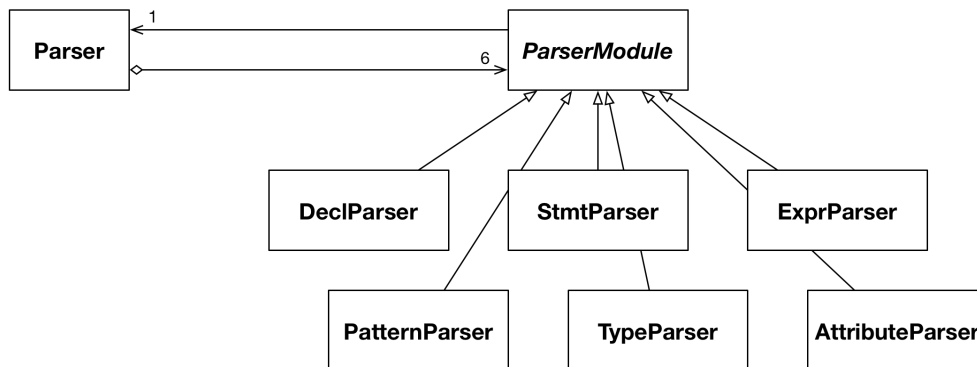 1
Parser
ParserModule
6
DeclParser
StmtParser
ExprParser
PatternParser
TypeParser
AttributeParser